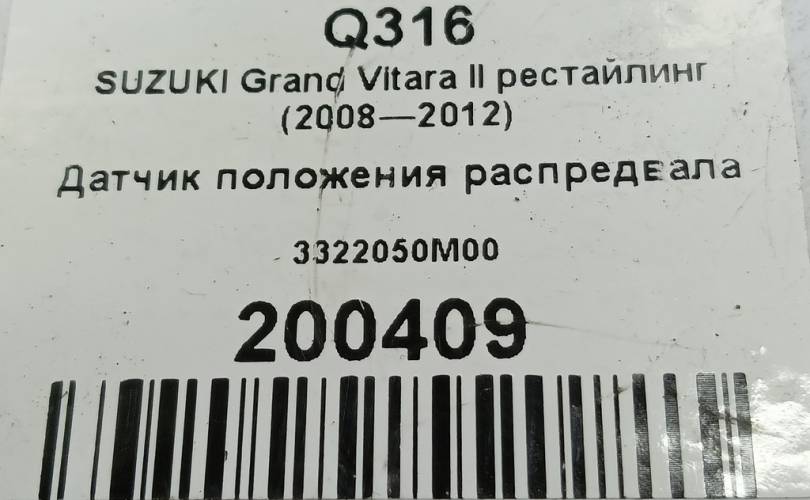 Q316
SUZUKI Grand Vitara II рестайлинг
(2008—2012)
Датчик положения распредвала
3322050M00
200409